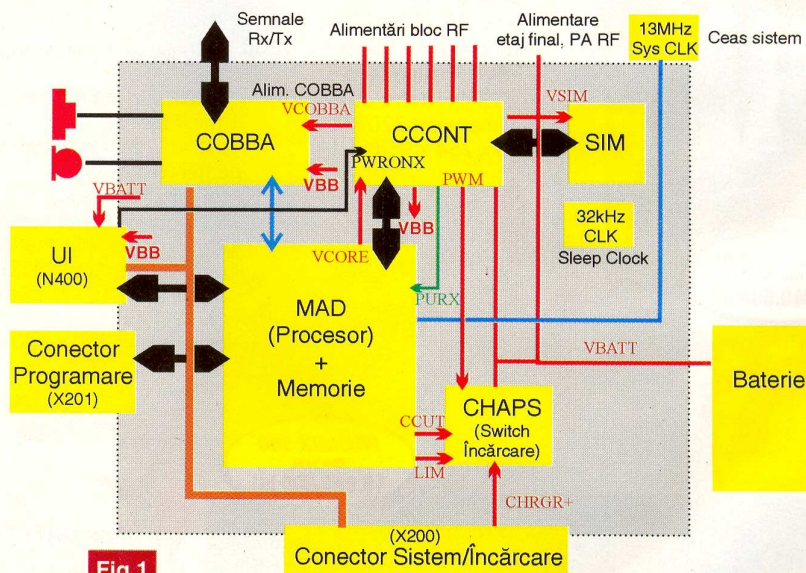 Semnale
Rx/Tx
Alimentări bloc RF
Alimentare
etaj final, PA RF
13MHz
Sys CLK
Ceas sistem
Alim. COBBA
VCOBBA
COBBA
CCONT
VSIM
SIM
PWRONX
VBB
PWM
VBATT
VBB
32kHz
CLK
Sleep Clock
UI
(N400)
VBB
VCORE
PURX
MAD
(Procesor)
+
Memorie
Conector
Programare
(X201)
VBATT
Baterie
CHAPS
(Switch
Încărcare)
CCUT
LIM
CHRGR+
(X200)
Conector Sistem/Încărcare
Fig.1